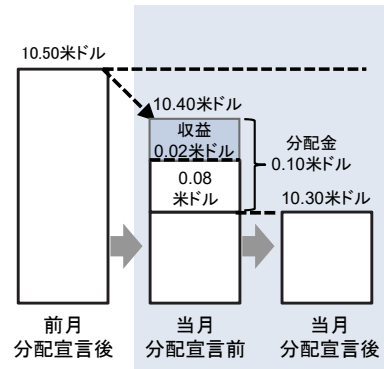 10.50米ドル
10.40米ドル
収益
0.02米ドル
0.08
米ドル
分配金
0.10米ドル
10.30米ドル
前月
分配宣言後
当月
分配宣言前
当月
分配宣言後